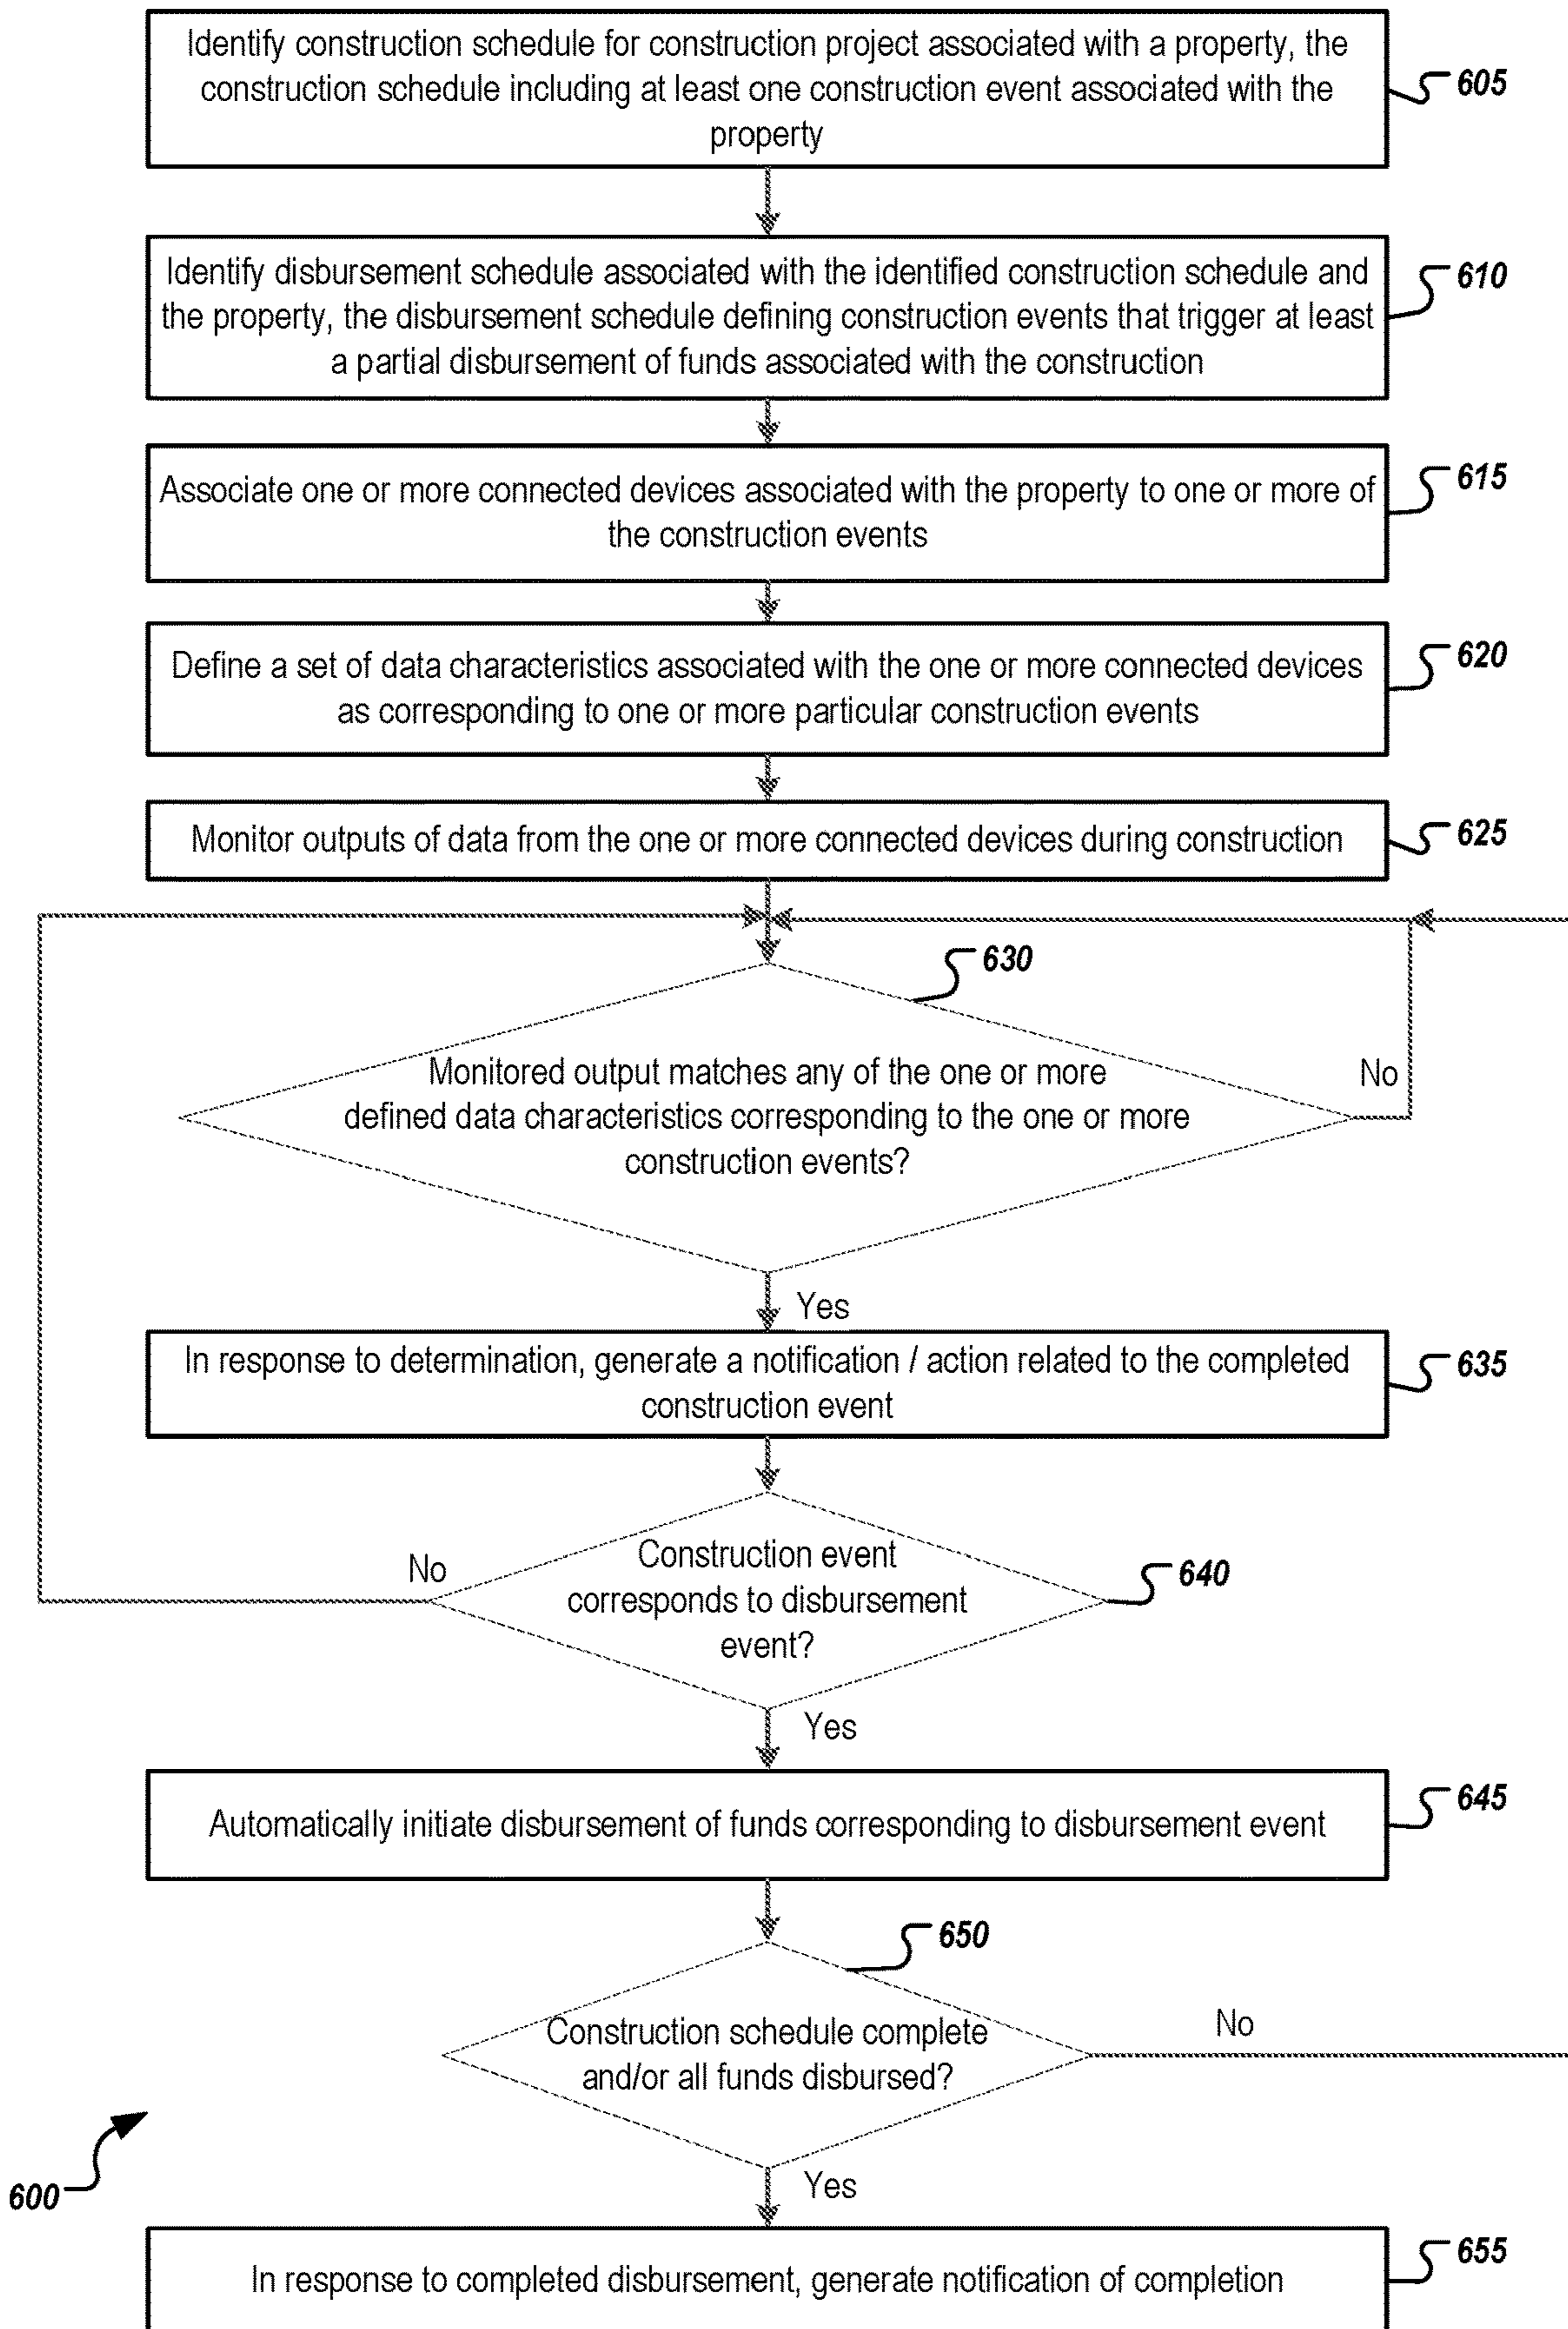 Identify construction schedule for construction project associated with a property, the
construction schedule including at least one construction event associated with the
property
605
Identify disbursement schedule associated with the identified construction schedule and
the property, the disbursement schedule defining construction events that trigger at least
a partial disbursement of funds associated with the construction
610
Associate one or more connected devices associated with the property to one or more of
the construction events
615
Define a set of data characteristics associated with the one or more connected devices
as corresponding to one or more particular construction events
620
Monitor outputs of data from the one or more connected devices during construction
625
630
Monitored output matches any of the one or more
defined data characteristics corresponding to the one or more
construction events?
No
Yes
In response to determination, generate a notification / action related to the completed
construction event
635
Construction event
corresponds to disbursement
event?
640
No
Yes
Automatically initiate disbursement of funds corresponding to disbursement event
645
650
Construction schedule complete
and/or all funds disbursed?
No
Yes
600
In response to completed disbursement, generate notification of completion
655